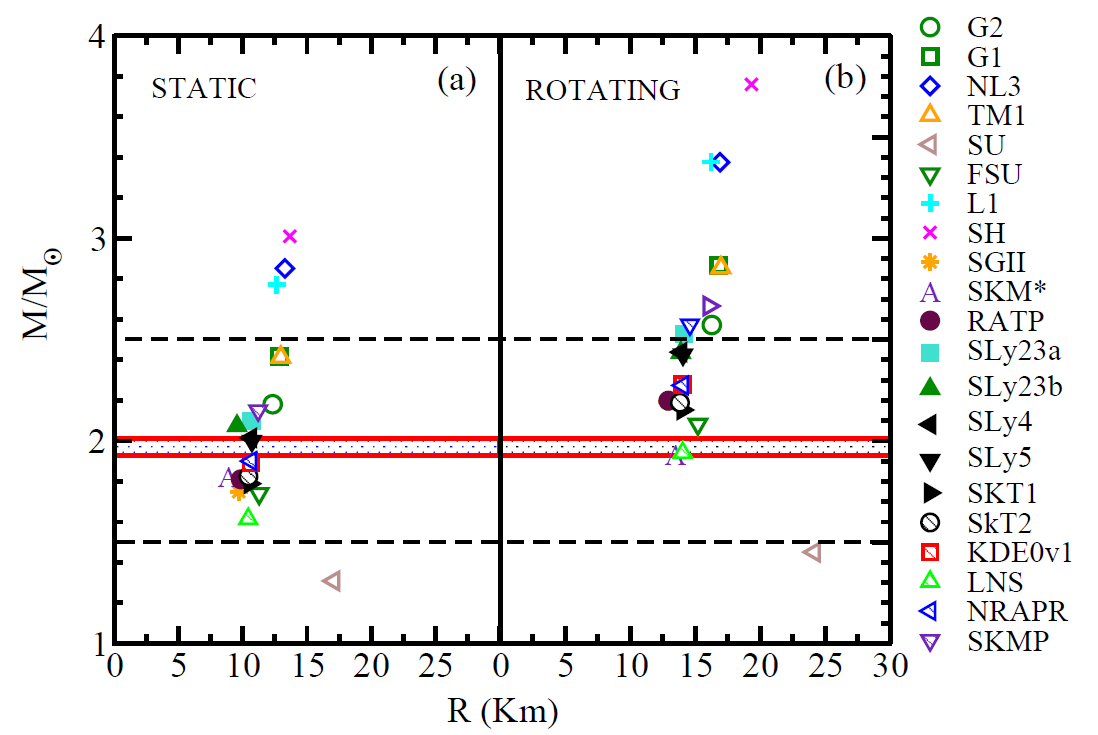 4
3
2
1
M/M⊙
STATIC
(a)
ROTATING
(b)
A
A
0 5 10 15 20 25 0 5 10 15 20 25 30
R (Km)
G2
G1
NL3
TM1
SU
FSU
L1
SH
SGII
A SKM*
RATP
SLy23a
SLy23b
SLy4
SLy5
SKT1
SkT2
KDE0v1
LNS
NRAPR
SKMP